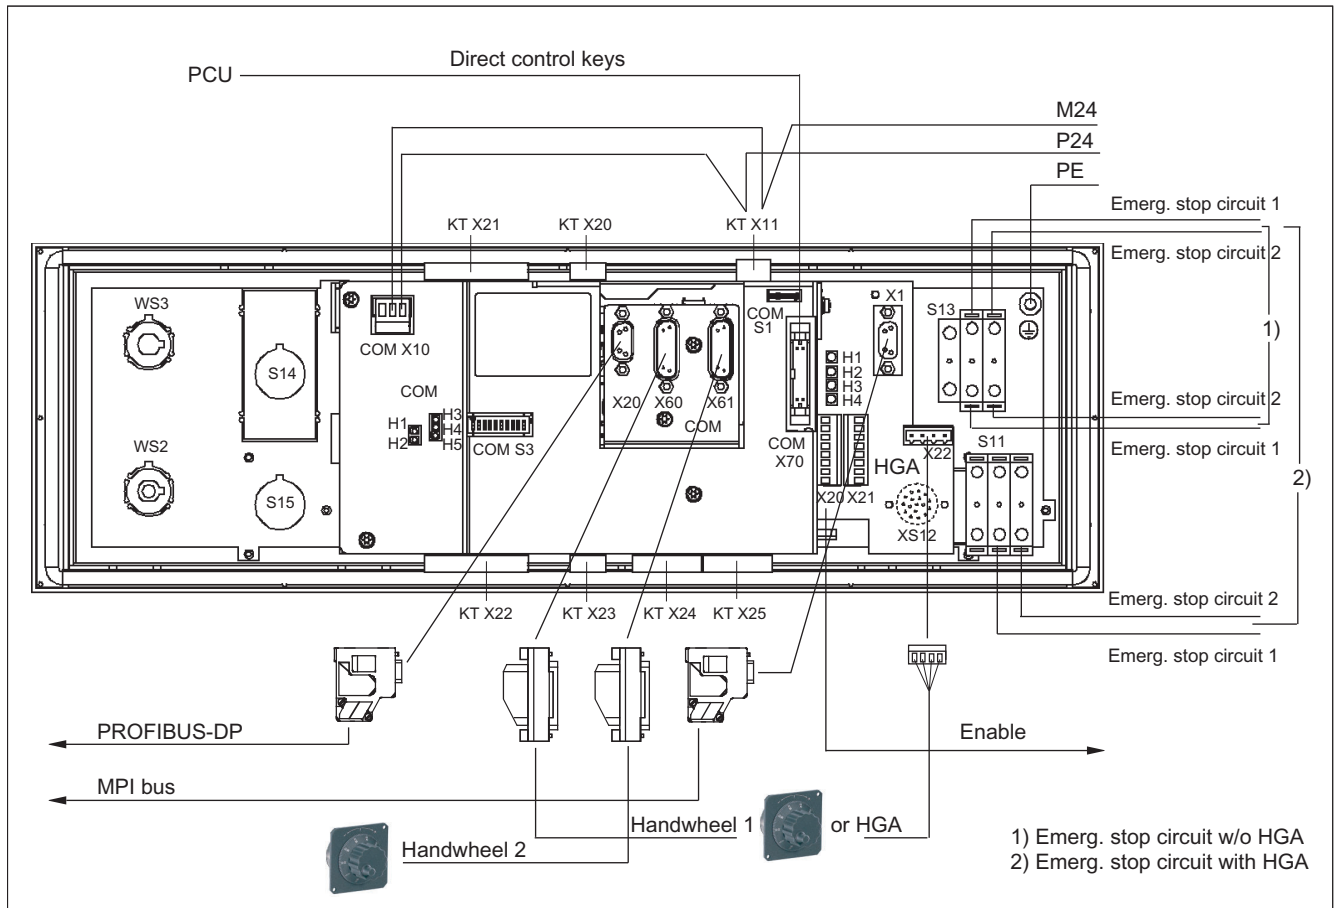 Direct control keys
PCU
M24
P24
PE
Emerg. stop circuit 1
KT X21
KT X20
KT X11
Emerg. stop circuit 2
WS3
COM
S1
X1
S13
1)
COM X10
S14
H1
H2
H3
H4
COM
X20
X60
X61
Emerg. stop circuit 2
H1
H2
H3
H4
H5
COM S3
COM
COM
X70
X22
S11
Emerg. stop circuit 1
WS2
HGA
2)
S15
X20
X21
XS12
KT X22
KT X23
KT X24
KT X25
Emerg. stop circuit 2
Emerg. stop circuit 1
PROFIBUS-DP
Enable
MPI bus
Handwheel 1
or HGA
Handwheel 2
1) Emerg. stop circuit w/o HGA
2) Emerg. stop circuit with HGA